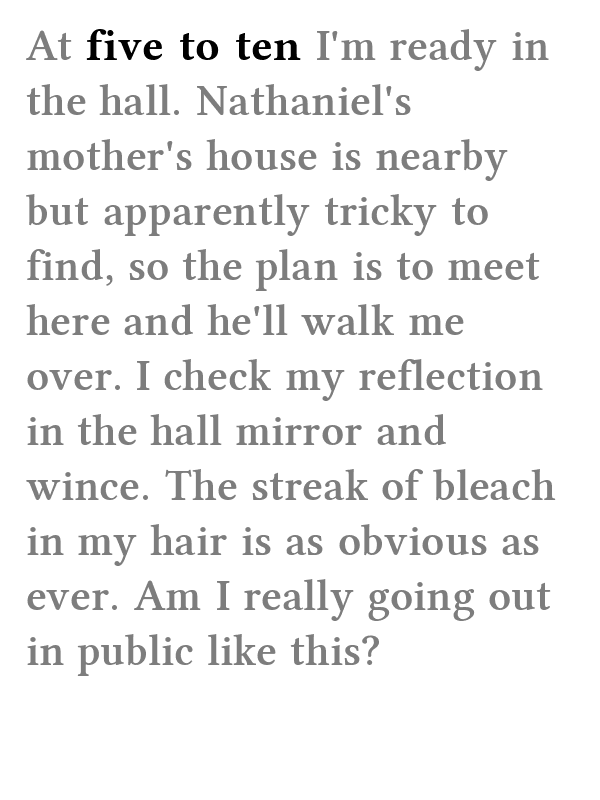 At five to ten I'm ready in
the hall. Nathaniel's
mother's house is nearby
but apparently tricky to
find, so the plan is to meet
here and he'll walk me
over. I check my reflection
in the hall mirror and
wince. The streak of bleach
in my hair is as obvious as
ever. Am I really going out
in public like this?